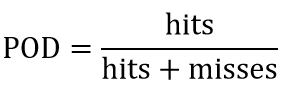 POD = hits / hits + misses